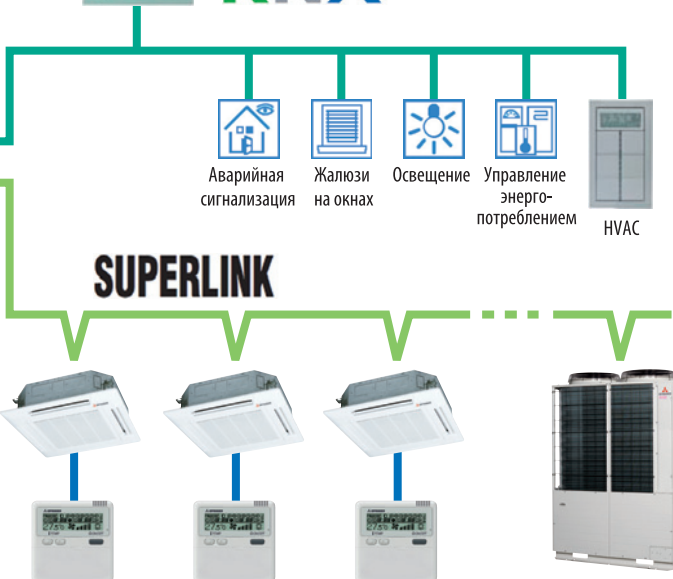 Аварийная
сигнализация
Жалюзи
на окнах
Освещение
Управление
энерго-
потреблением
HVAC
SUPERLINK